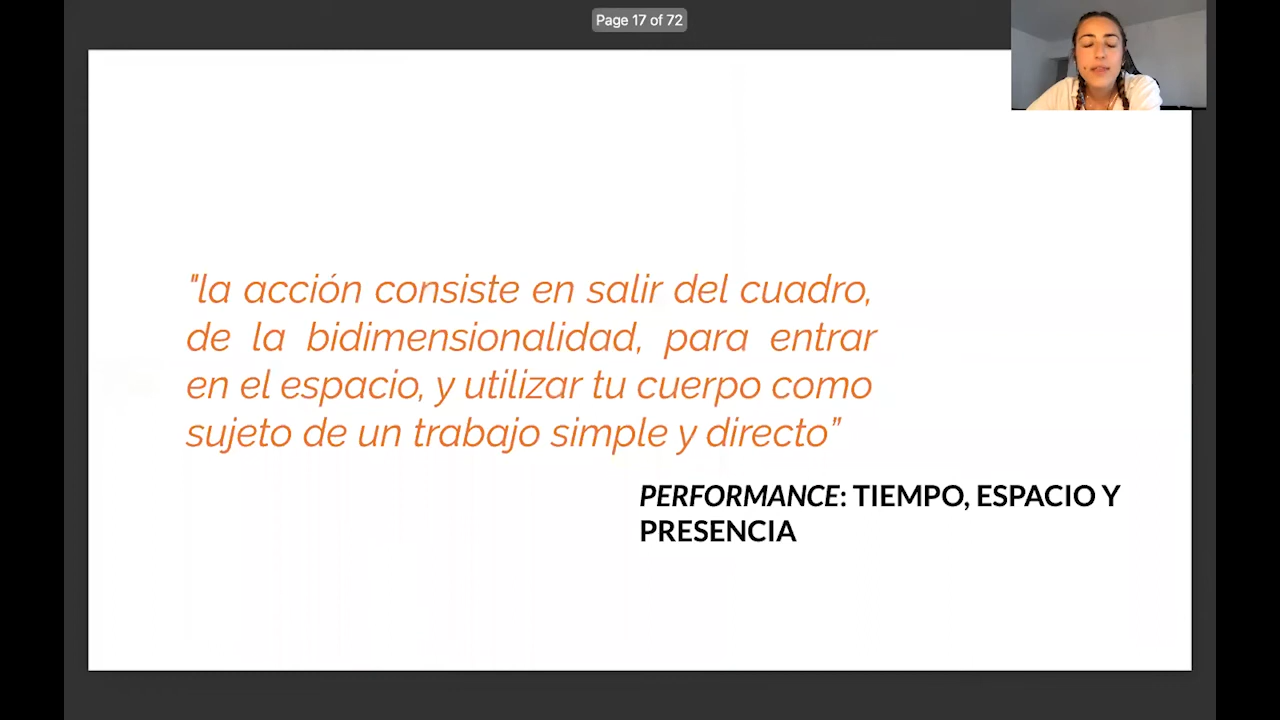 Page 17 of 72
"la acción consiste en salir del cuadro,
de la bidimensionalidad, para entrar
en el espacio, y utilizar tu cuerpo como
sujeto de un trabajo simple y directo”
PERFORMANCE: TIEMPO, ESPACIO Y
PRESENCIA